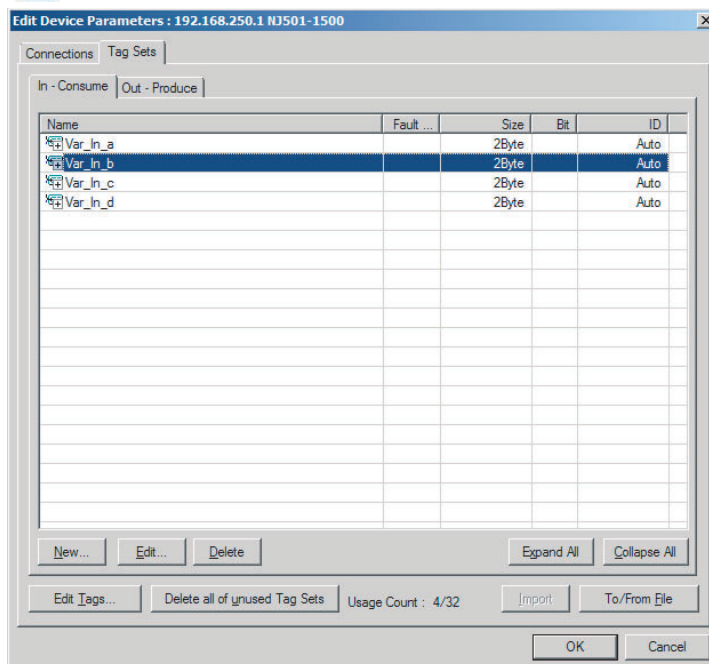 Edit Device Parameters : 192.168.250.1 NJ501-1500
Connections Tag Sets
In - Consume Out - Produce
Name Fault ... Size Bit ID
Var_In_a 2Byte Auto
Var_In_b 2Byte Auto
Var_In_c 2Byte Auto
Var_In_d 2Byte Auto
New... Edit... Delete Expand All Collapse All
Edit Tags... Delete all of unused Tag Sets Usage Count : 4/32 Import To/From File
OK Cancel